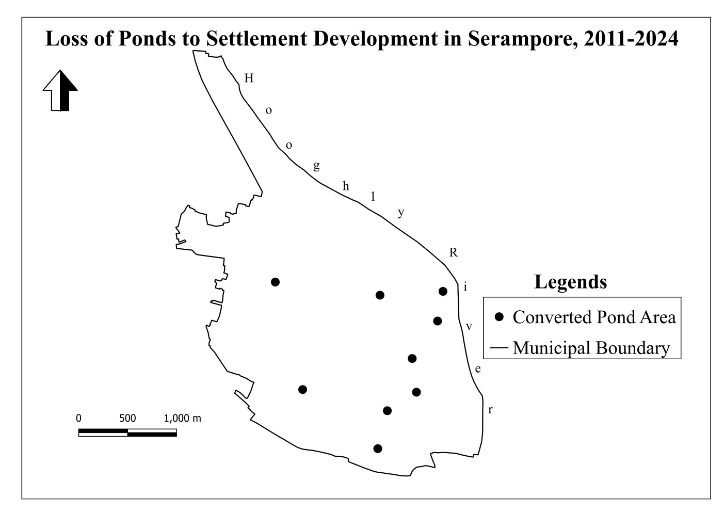 Loss of Ponds to Settlement Development in Serampore, 2011-2024
Hooghly River
Legends
Converted Pond Area
Municipal Boundary
0 500 1,000 m